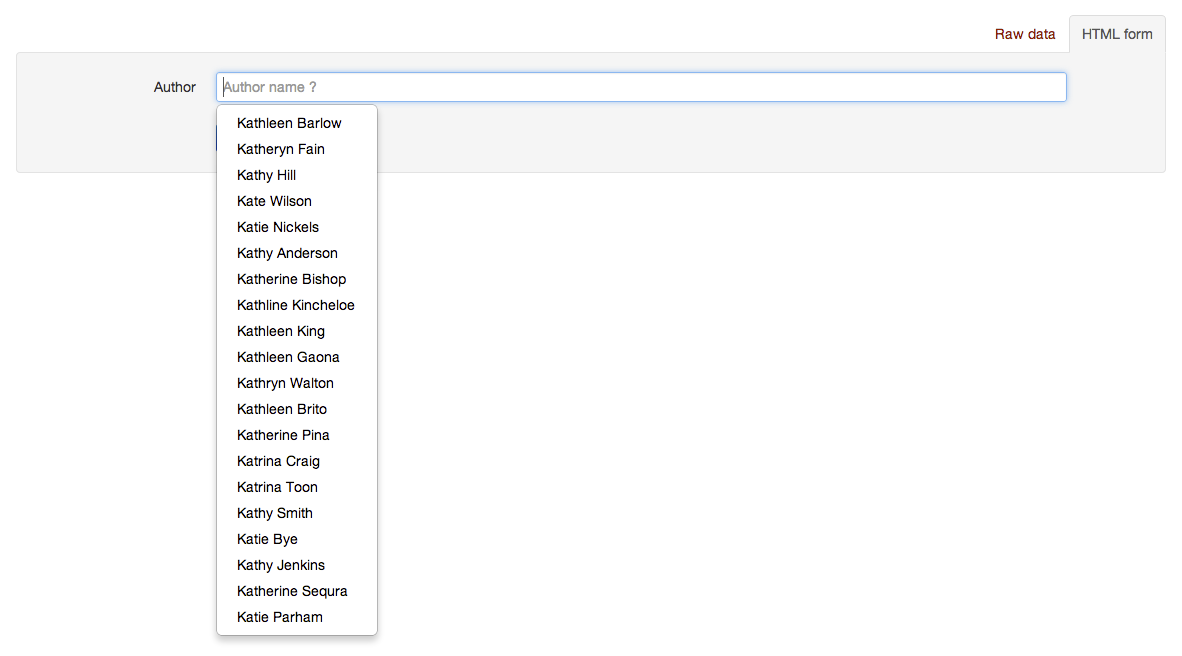 Raw data HTML form
Author Author name ?
Kathleen Barlow
Katheryn Fain
Kathy Hill
Kate Wilson
Katie Nickels
Kathy Anderson
Katherine Bishop
Kathline Kincheloe
Kathleen King
Kathleen Gaona
Kathryn Walton
Kathleen Brito
Katherine Pina
Katrina Craig
Katrina Toon
Kathy Smith
Katie Bye
Kathy Jenkins
Katherine Sequra
Katie Parham